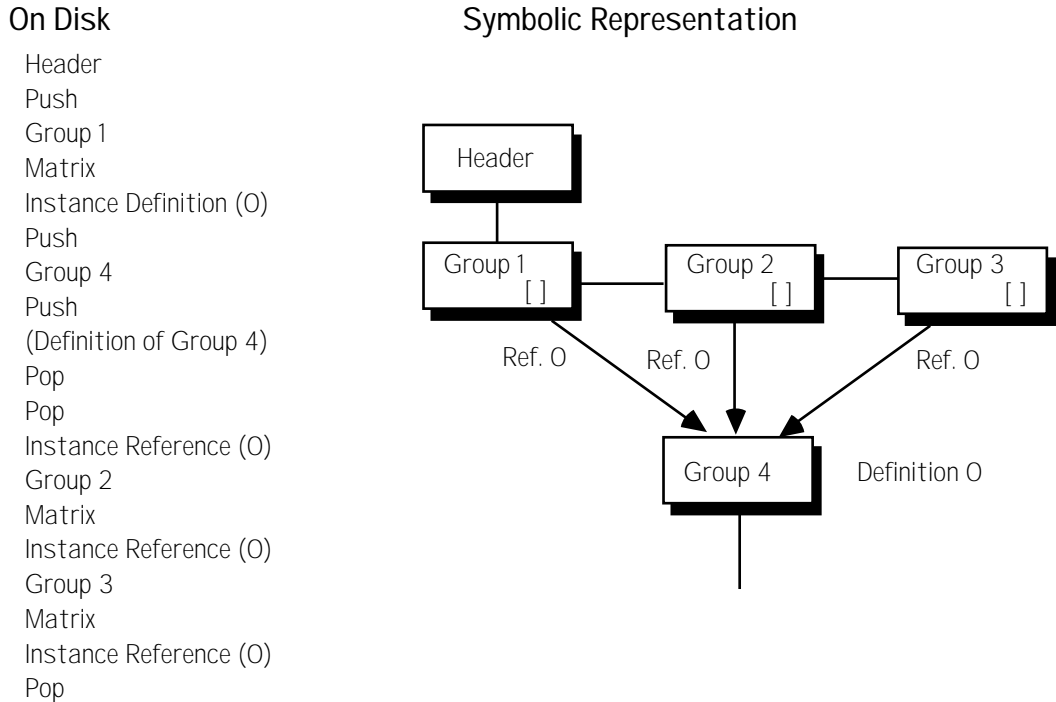 On Disk
Header
Push
Group 1
Matrix
Instance Definition (0)
Push
Group 4
Push
(Definition of Group 4)
Pop
Pop
Instance Reference (0)
Group 2
Matrix
Instance Reference (0)
Group 3
Matrix
Instance Reference (0)
Pop
Symbolic Representation
Header
Group 1
[ ]
Group 2
[ ]
Group 3
[ ]
Ref. 0
Ref. 0
Ref. 0
Group 4
Definition 0